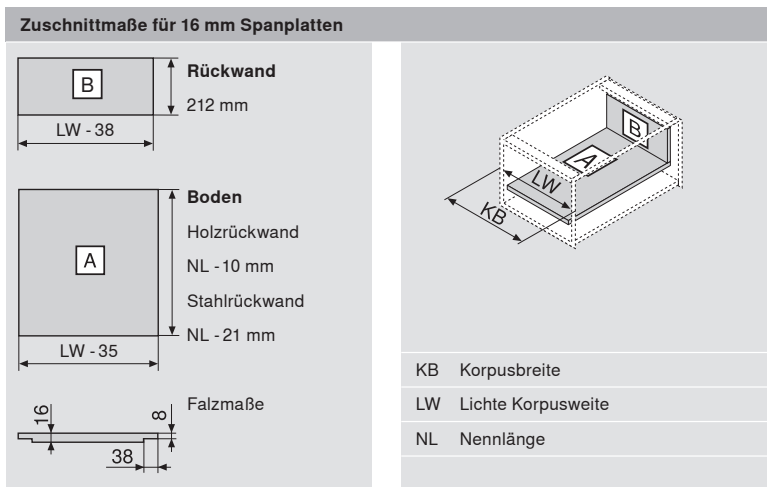 Zuschnittmaße für 16 mm Spanplatten
B
Rückwand
212 mm
LW - 38
A
Boden
Holzrückwand
NL - 10 mm
Stahlrückwand
NL - 21 mm
LW - 35
Falzmaße
16
8
38
B
A
LW
KB
KB Korpusbreite
LW Lichte Korpusweite
NL Nennlänge